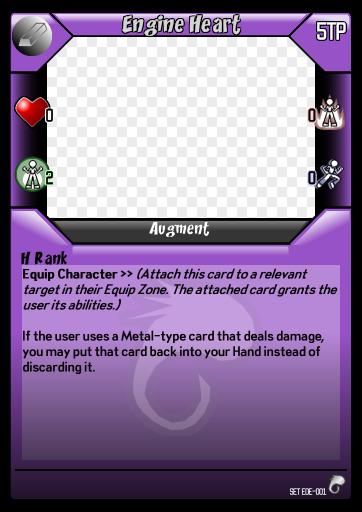 Engine Heart
5TP
0
0
2
0
Augment
H Rank
Equip Character >> (Attach this card to a relevant
target in their Equip Zone. The attached card grants the
user its abilities.)
If the user uses a Metal-type card that deals damage,
you may put that card back into your Hand instead of
discarding it.
SET EDE-001